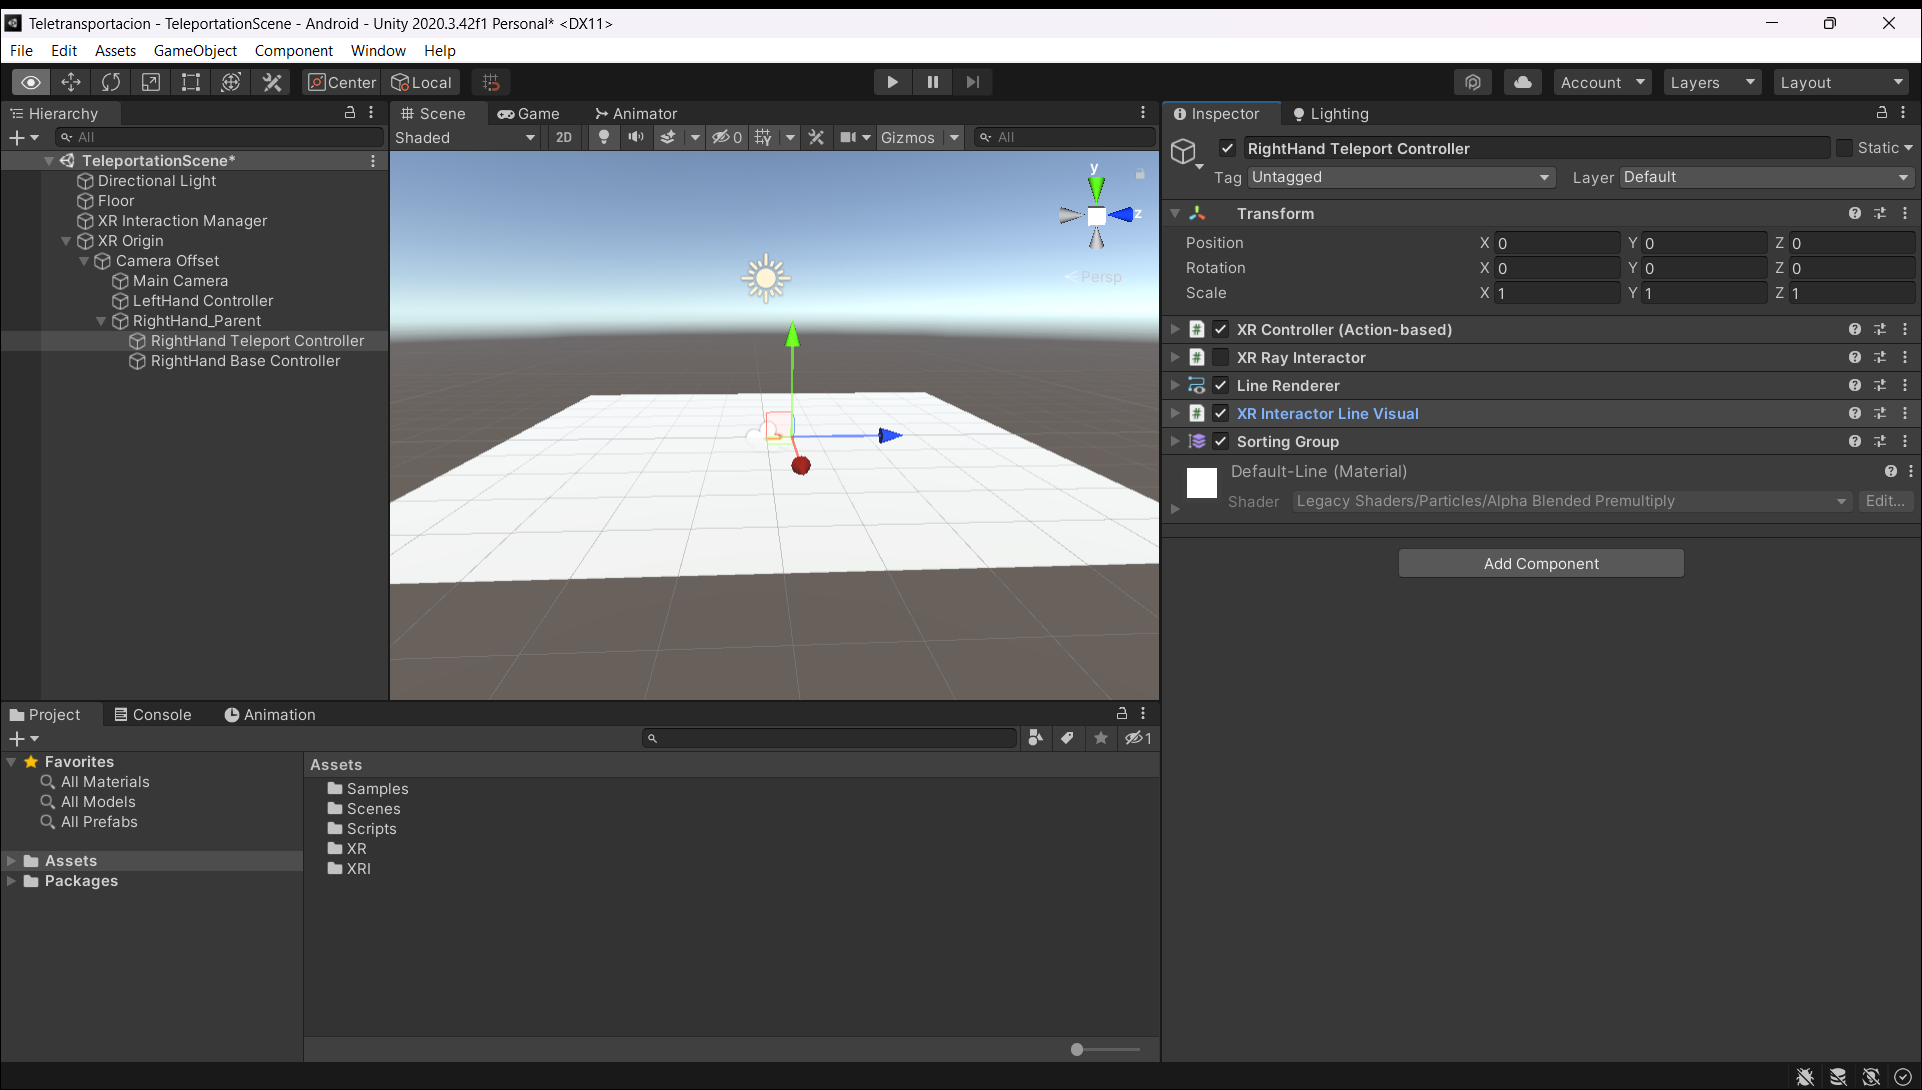 Teletransportacion - TeleportationScene - Android - Unity 2020.3.42f1 Personal* <DX11>
File Edit Assets GameObject Component Window Help
Center Local Account Layers Layout
Hierarchy
All
TeleportationScene*
Directional Light
Floor
XR Interaction Manager
XR Origin
Camera Offset
Main Camera
LeftHand Controller
RightHand_Parent
RightHand Teleport Controller
RightHand Base Controller
Scene Game Animator
Shaded 2D 0 Gizmos All
y
z
Persp
Inspector Lighting
RightHand Teleport Controller Static
Tag Untagged Layer Default
Transform
Position X 0 Y 0 Z 0
Rotation X 0 Y 0 Z 0
Scale X 1 Y 1 Z 1
XR Controller (Action-based)
XR Ray Interactor
Line Renderer
XR Interactor Line Visual
Sorting Group
Default-Line (Material)
Shader Legacy Shaders/Particles/Alpha Blended Premultiply Edit...
Add Component
Project Console Animation
1
Favorites
All Materials
All Models
All Prefabs
Assets
Packages
Assets
Samples
Scenes
Scripts
XR
XRI